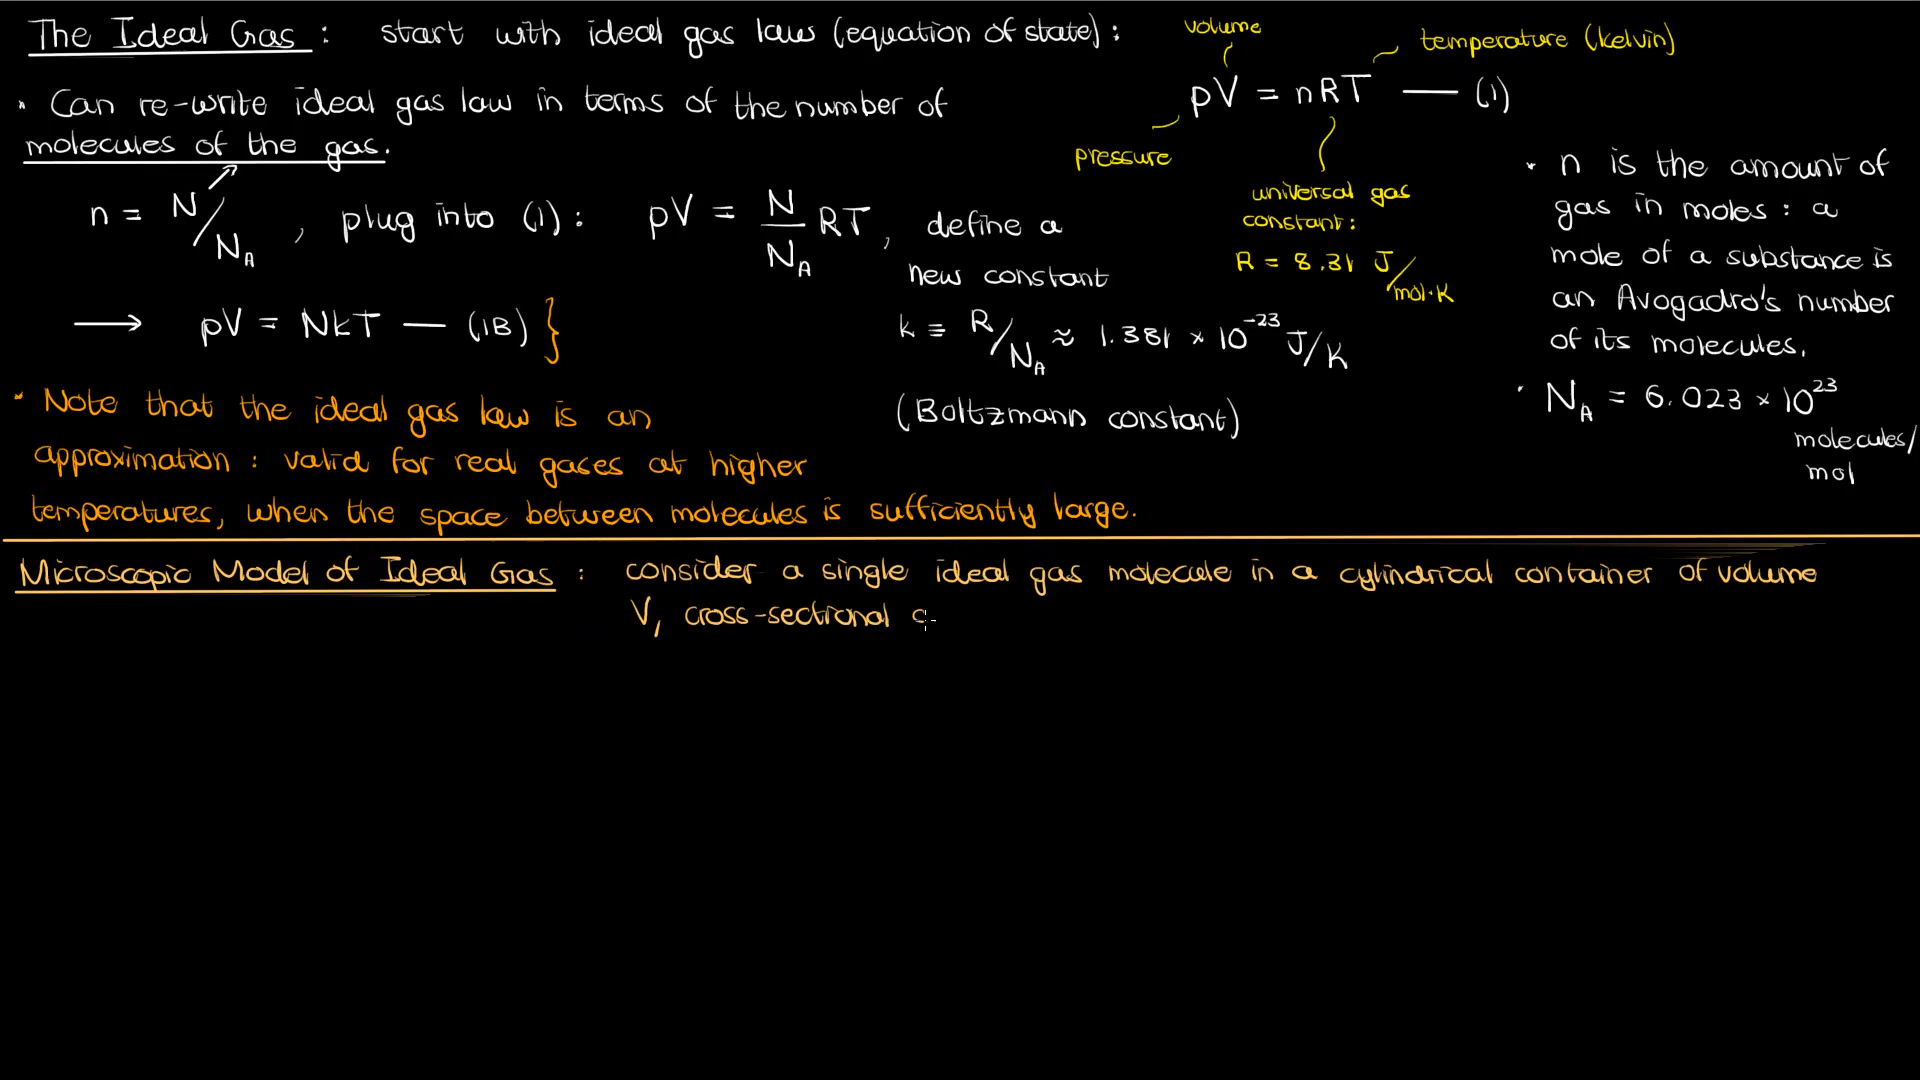 The Ideal Gas : start with ideal gas law (equation of state) :
volume
temperature (kelvin)
pV = nRT — (1)
pressure
universal gas
constant :
R = 8.31 J/mol·K
• Can re-write ideal gas law in terms of the number of
molecules of the gas.
n = N/N_A , plug into (1) : pV = N/N_A RT , define a
new constant
k ≡ R/N_A ≈ 1.381 × 10^-23 J/K
(Boltzmann constant)
→ pV = NkT — (1B) }
• n is the amount of
gas in moles : a
mole of a substance is
an Avogadro's number
of its molecules.
• N_A = 6.023 × 10^23
molecules/
mol
• Note that the ideal gas law is an
approximation : valid for real gases at higher
temperatures, when the space between molecules is sufficiently large.
Microscopic Model of Ideal Gas : consider a single ideal gas molecule in a cylindrical container of volume
V, cross-sectional